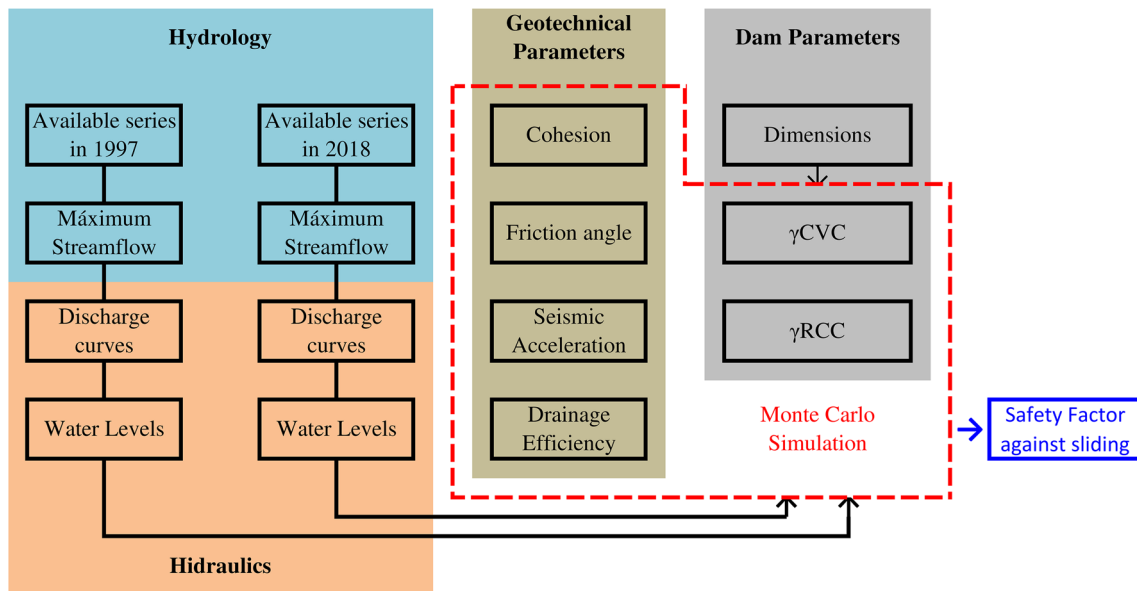 Hydrology
Available series
in 1997
Available series
in 2018
Máximum
Streamflow
Máximum
Streamflow
Discharge
curves
Discharge
curves
Water Levels
Water Levels
Hidraulics
Geotechnical
Parameters
Cohesion
Friction angle
Seismic
Acceleration
Drainage
Efficiency
Dam Parameters
Dimensions
γCVC
γRCC
Monte Carlo
Simulation
Safety Factor
against sliding